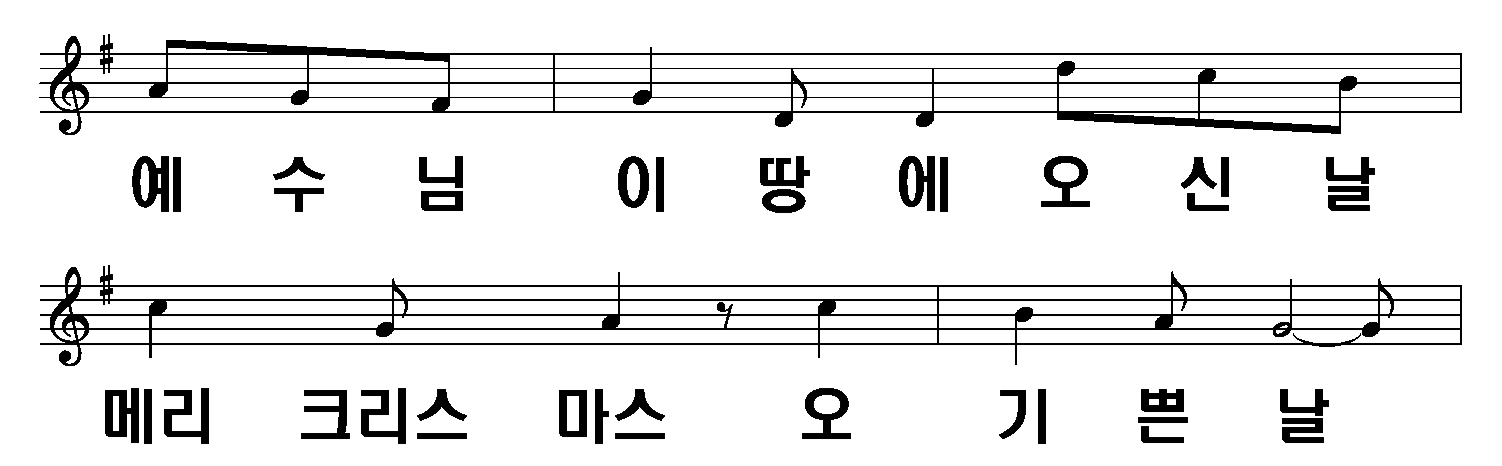 예 수 님 이 땅 에 오 신 날
메리 크리스 마스 오 기 쁜 날